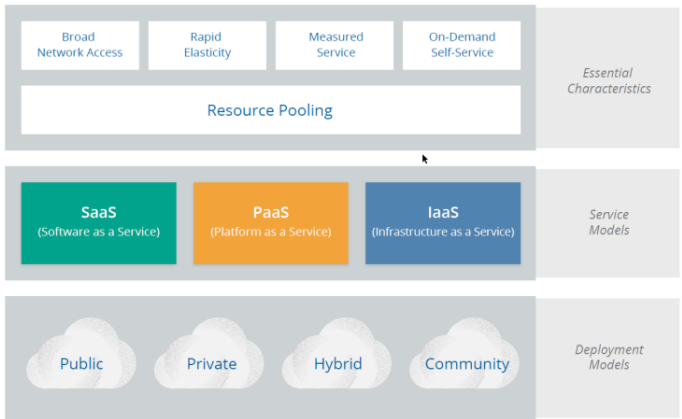 Broad
Network Access
Rapid
Elasticity
Measured
Service
On-Demand
Self-Service
Resource Pooling
Essential
Characteristics
SaaS
(Software as a Service)
PaaS
(Platform as a Service)
IaaS
(Infrastructure as a Service)
Service
Models
Public
Private
Hybrid
Community
Deployment
Models